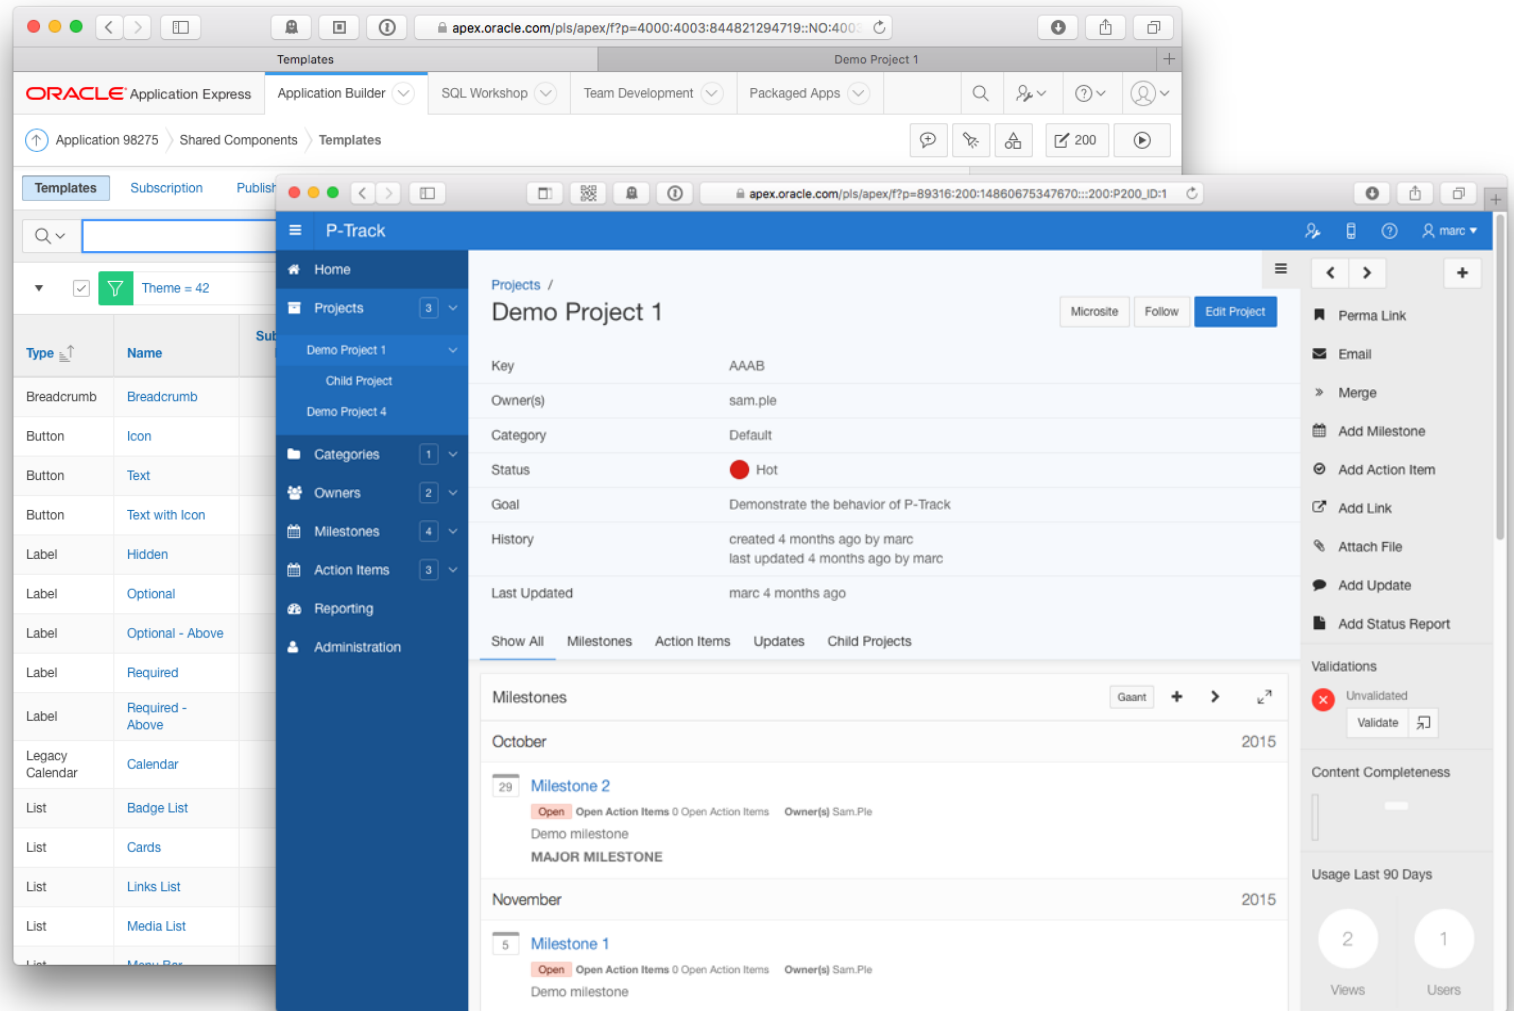 apex.oracle.com/pls/apex/f?p=4000:4003:844821294719::NO:4003
Templates
Demo Project 1
ORACLE Application Express
Application Builder
SQL Workshop
Team Development
Packaged Apps
Application 98275
Shared Components
Templates
200
Templates
Subscription
Publish
Theme = 42
Type
Name
Sub
Breadcrumb
Breadcrumb
Button
Icon
Button
Text
Button
Text with Icon
Label
Hidden
Label
Optional
Label
Optional - Above
Label
Required
Label
Required -
Above
Legacy
Calendar
Calendar
List
Badge List
List
Cards
List
Links List
List
Media List
List
Menu Bar
apex.oracle.com/pls/apex/f?p=89316:200:14860675347670:::200:P200_ID:1
P-Track
marc
Home
Projects
3
Demo Project 1
Child Project
Demo Project 4
Categories
1
Owners
2
Milestones
4
Action Items
3
Reporting
Administration
Projects /
Demo Project 1
Microsite
Follow
Edit Project
Key
AAAB
Owner(s)
sam.ple
Category
Default
Status
Hot
Goal
Demonstrate the behavior of P-Track
History
created 4 months ago by marc
last updated 4 months ago by marc
Last Updated
marc 4 months ago
Show All
Milestones
Action Items
Updates
Child Projects
Milestones
Gaant
October
2015
29
Milestone 2
Open Open Action Items 0 Open Action Items Owner(s) Sam.Ple
Demo milestone
MAJOR MILESTONE
November
2015
5
Milestone 1
Open Open Action Items 0 Open Action Items Owner(s) Sam.Ple
Demo milestone
Perma Link
Email
Merge
Add Milestone
Add Action Item
Add Link
Attach File
Add Update
Add Status Report
Validations
Unvalidated
Validate
Content Completeness
Usage Last 90 Days
2
Views
1
Users